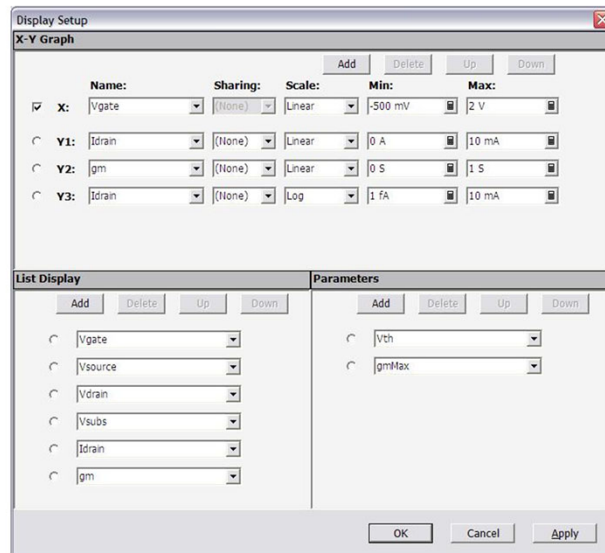 Display Setup
X-Y Graph
Add Delete Up Down
Name: Sharing: Scale: Min: Max:
X: Vgate (None) Linear -500 mV 2 V
Y1: Idrain (None) Linear 0 A 10 mA
Y2: gm (None) Linear 0 S 1 S
Y3: Idrain (None) Log 1 fA 10 mA
List Display
Add Delete Up Down
Vgate
Vsource
Vdrain
Vsubs
Idrain
gm
Parameters
Add Delete Up Down
Vth
gmMax
OK Cancel Apply